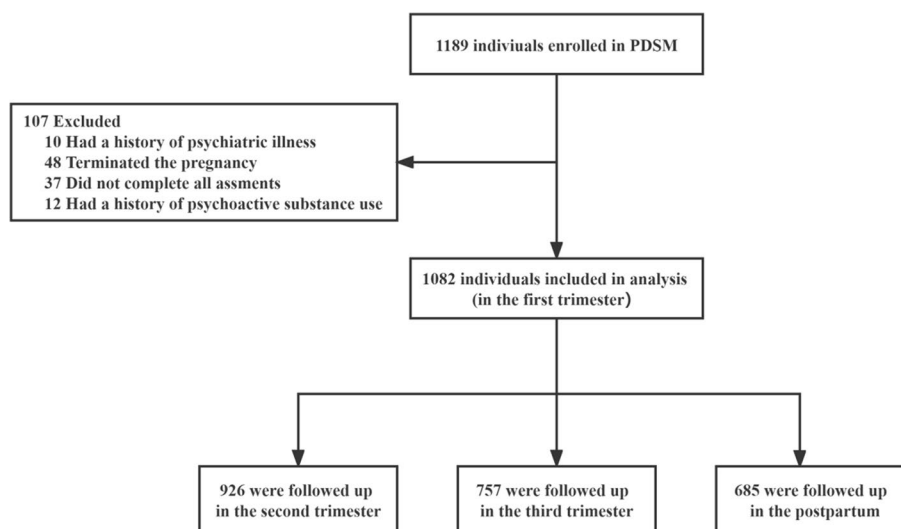 1189 indiviuals enrolled in PDSM
107 Excluded
10 Had a history of psychiatric illness
48 Terminated the pregnancy
37 Did not complete all assments
12 Had a history of psychoactive substance use
1082 individuals included in analysis
(in the first trimester)
926 were followed up
in the second trimester
757 were followed up
in the third trimester
685 were followed up
in the postpartum